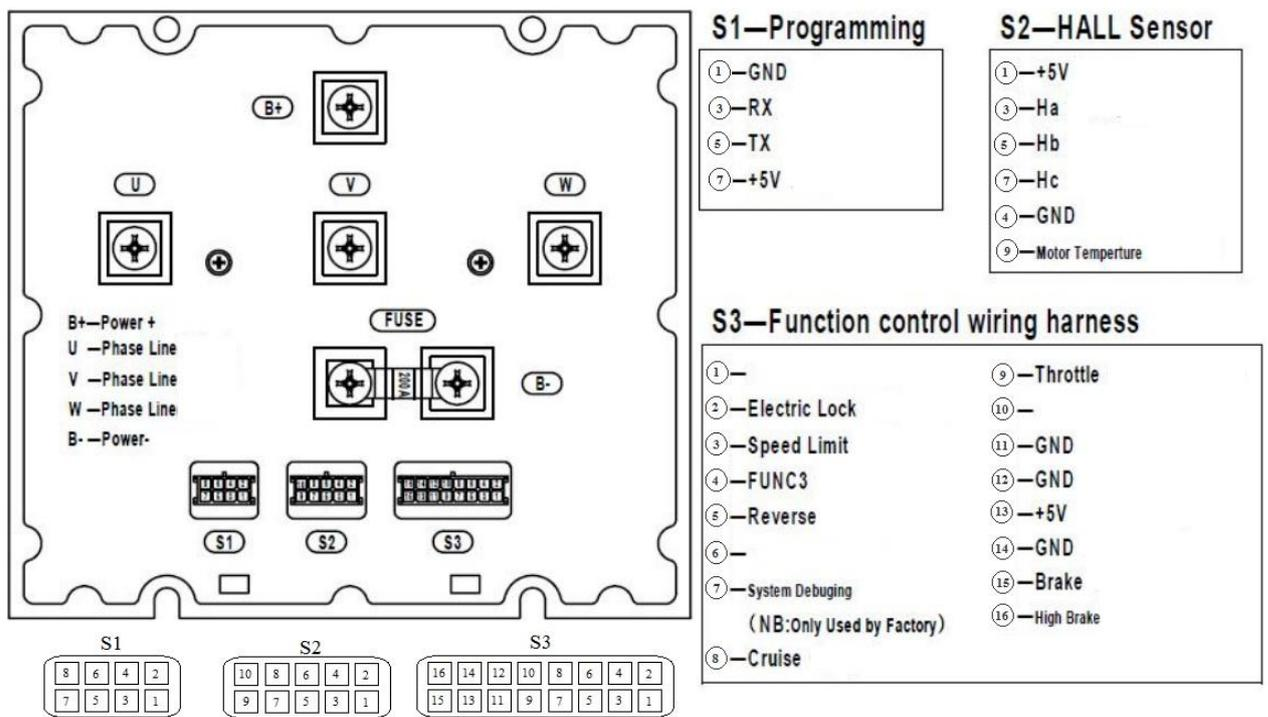 B+
U
V
W
B+—Power +
U —Phase Line
V —Phase Line
W —Phase Line
B- —Power-
FUSE
200A
B-
S1
S2
S3
S1
8 6 4 2
7 5 3 1
S2
10 8 6 4 2
9 7 5 3 1
S3
16 14 12 10 8 6 4 2
15 13 11 9 7 5 3 1
S1—Programming
①—GND
③—RX
⑤—TX
⑦—+5V
S2—HALL Sensor
①—+5V
③—Ha
⑤—Hb
⑦—Hc
④—GND
⑨—Motor Temperture
S3—Function control wiring harness
①—
②—Electric Lock
③—Speed Limit
④—FUNC3
⑤—Reverse
⑥—
⑦—System Debuging
(NB:Only Used by Factory)
⑧—Cruise
⑨—Throttle
⑩—
⑪—GND
⑫—GND
⑬—+5V
⑭—GND
⑮—Brake
⑯—High Brake